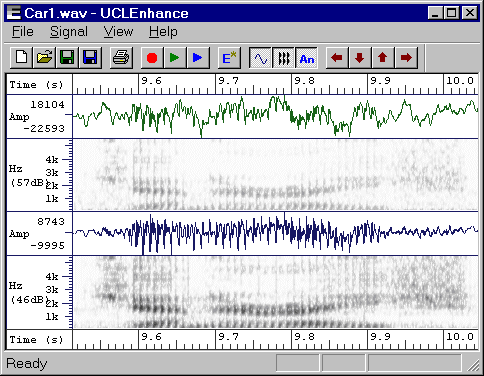 Car1.wav - UCLEnhance
File Signal View Help
E* An
Time (s) 9.6 9.7 9.8 9.9 10.0
18104
Amp
-22593
4k
Hz 3k
(57dB) 2k
1k
8743
Amp
-9995
4k
Hz 3k
(46dB) 2k
1k
Time (s) 9.6 9.7 9.8 9.9 10.0
Ready